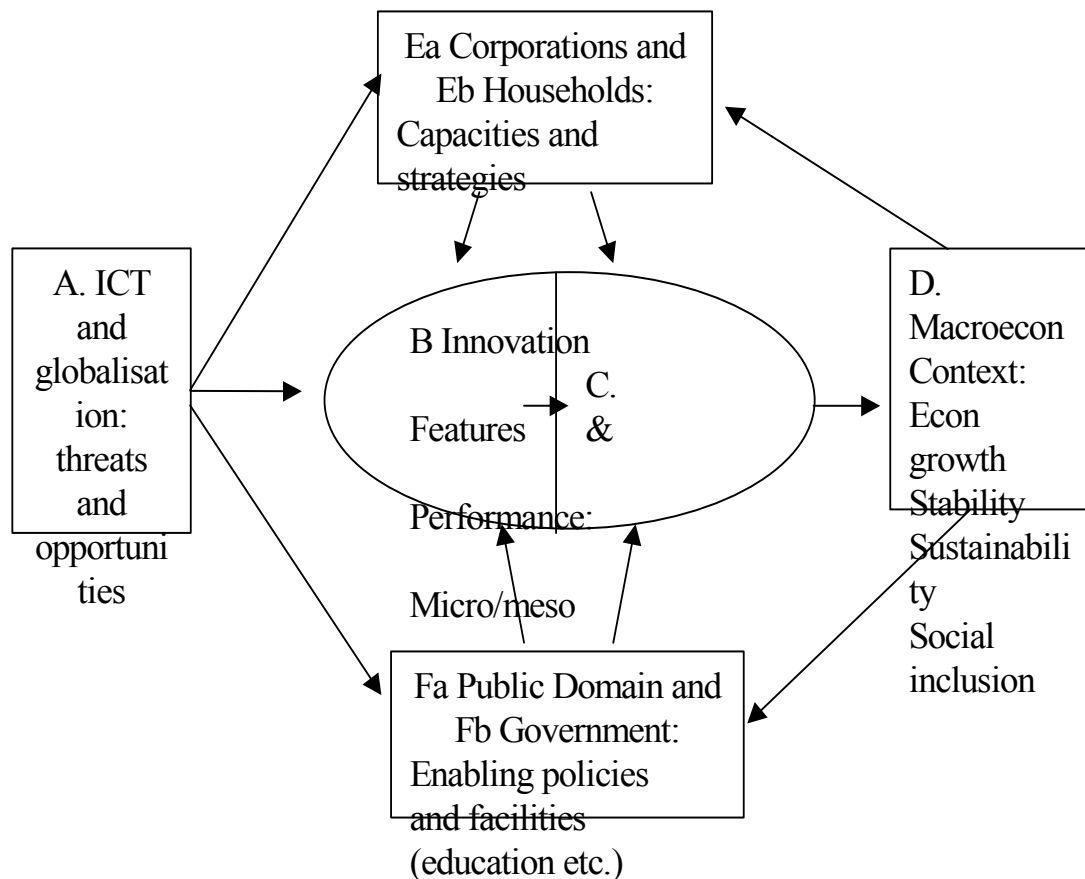 Ea Corporations and
Eb Households:
Capacities and
strategies
A. ICT
and
globalisat
ion:
threats
and
opportuni
ties
B Innovation
C.
&
Features
Performance:
Micro/meso
D.
Macroecon
Context:
Econ
growth
Stability
Sustainabili
ty
Social
inclusion
Fa Public Domain and
Fb Government:
Enabling policies
and facilities
(education etc.)